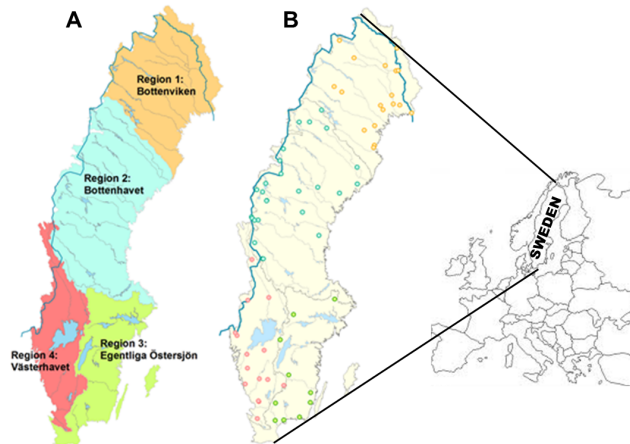 A
B
Region 1:
Bottenviken
Region 2:
Bottenhavet
Region 3:
Egentliga Östersjön
Region 4:
Västerhavet
SWEDEN